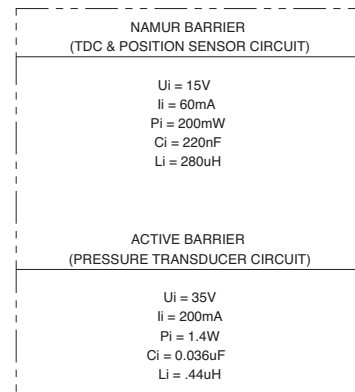 NAMUR BARRIER
(TDC & POSITION SENSOR CIRCUIT)
Ui = 15V
Ii = 60mA
Pi = 200mW
Ci = 220nF
Li = 280uH
ACTIVE BARRIER
(PRESSURE TRANSDUCER CIRCUIT)
Ui = 35V
Ii = 200mA
Pi = 1.4W
Ci = 0.036uF
Li = .44uH